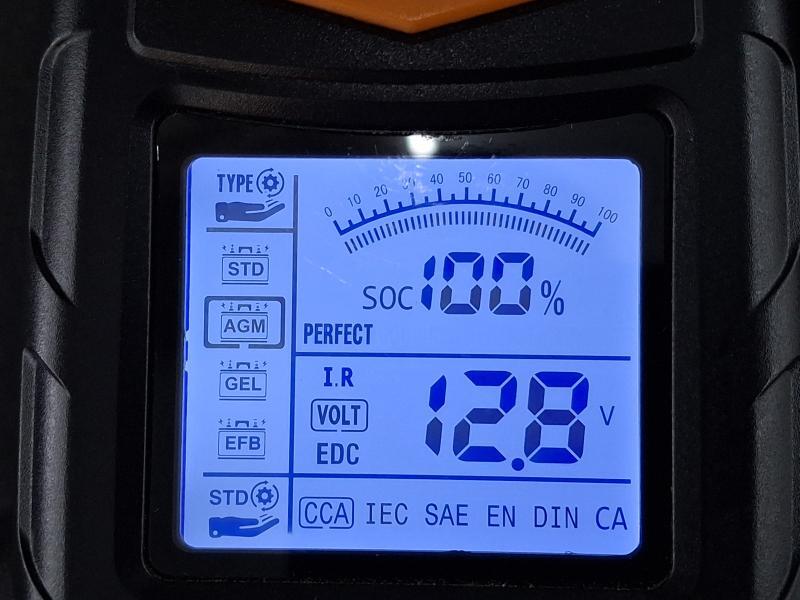 TYPE
0 10 20 30 40 50 60 70 80 90 100
STD
AGM
GEL
EFB
SOC 100%
PERFECT
I.R
VOLT
EDC
12.8 V
STD
CCA IEC SAE EN DIN CA